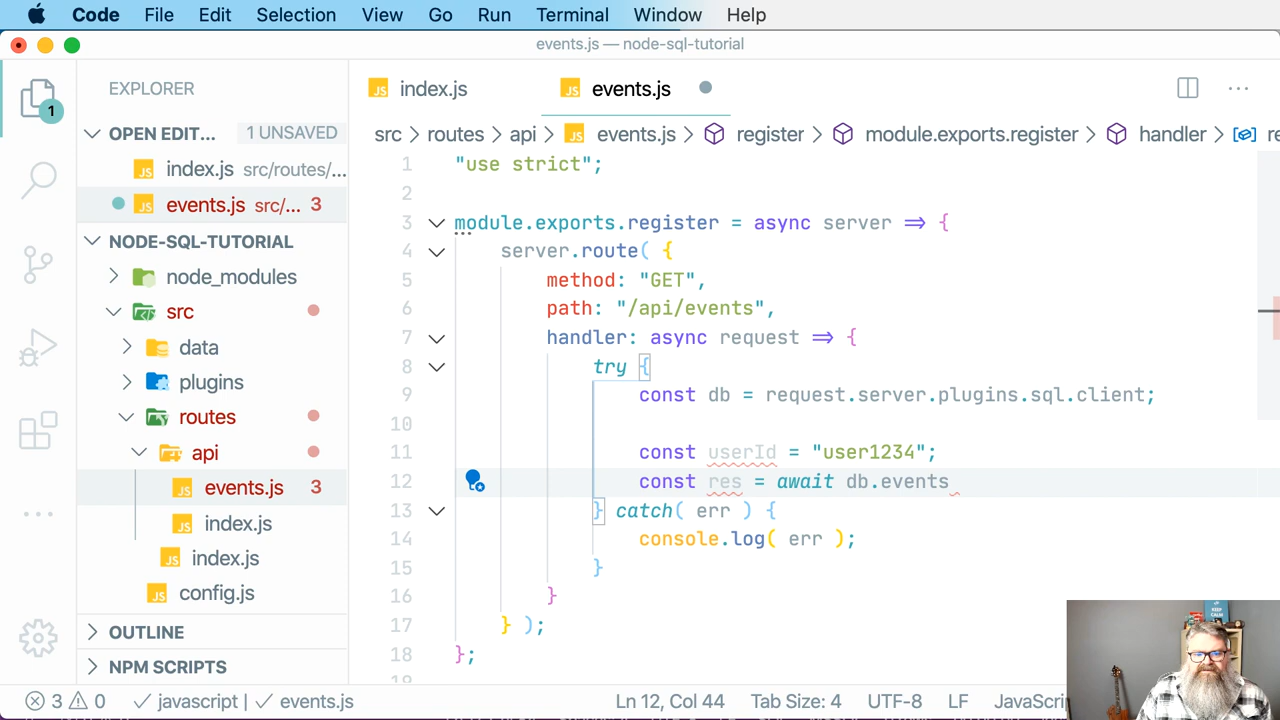 Code File Edit Selection View Go Run Terminal Window Help
events.js — node-sql-tutorial
EXPLORER
index.js
events.js
OPEN EDIT... 1 UNSAVED
src > routes > api > events.js > register > module.exports.register > handler >
index.js src/routes/...
events.js src/... 3
NODE-SQL-TUTORIAL
node_modules
src
data
plugins
routes
api
events.js 3
index.js
index.js
config.js
OUTLINE
NPM SCRIPTS
1
1 "use strict";
2
3 module.exports.register = async server => {
4 server.route( {
5 method: "GET",
6 path: "/api/events",
7 handler: async request => {
8 try {
9 const db = request.server.plugins.sql.client;
10
11 const userId = "user1234";
12 const res = await db.events
13 } catch( err ) {
14 console.log( err );
15 }
16 }
17 } );
18 };
19
3 0 javascript | events.js Ln 12, Col 44 Tab Size: 4 UTF-8 LF
KEEP
CALM